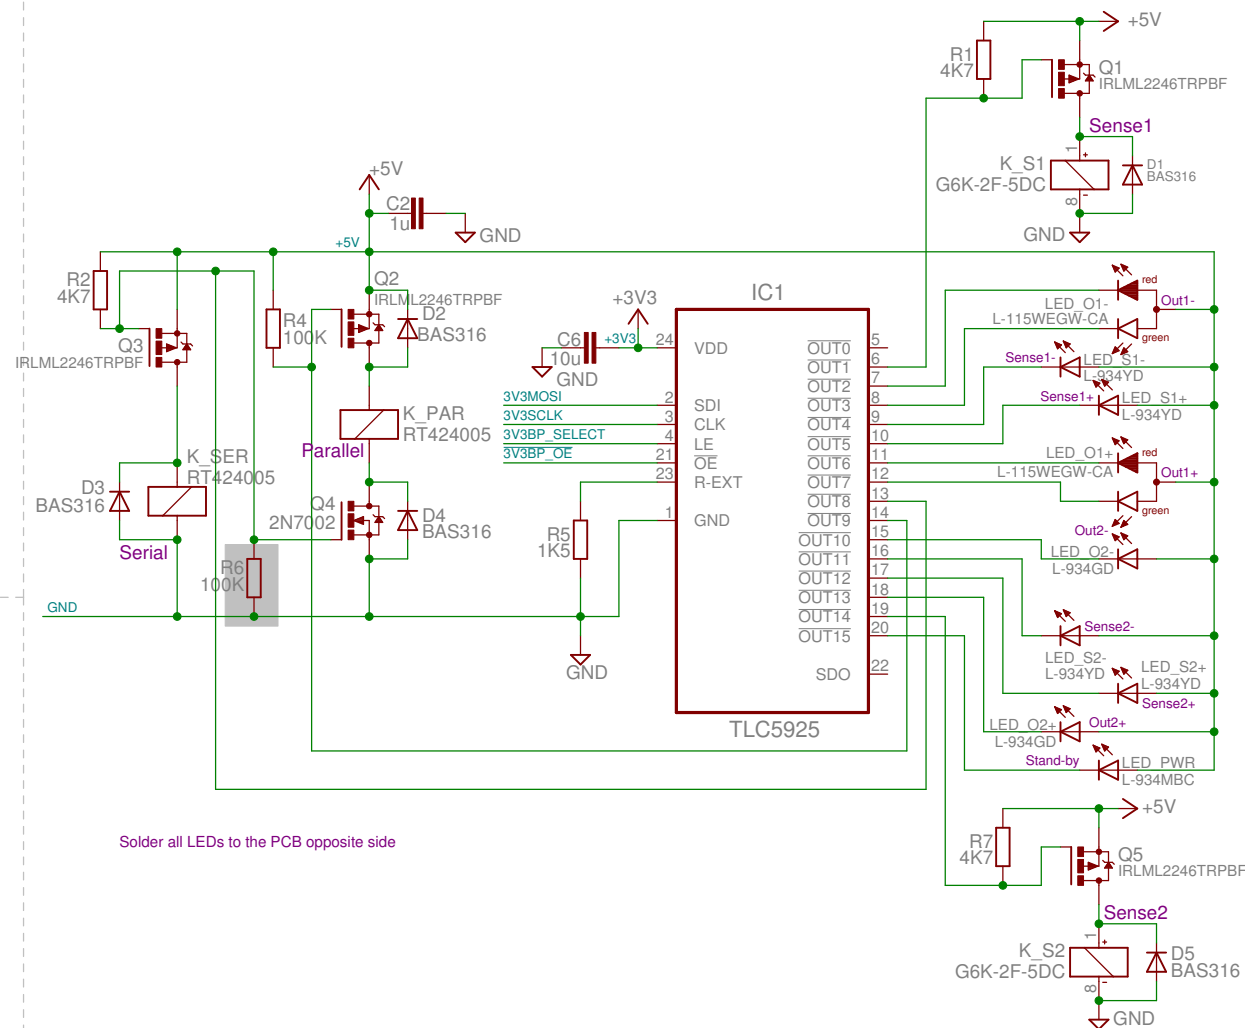 +5V
R1
4K7
Q1
IRLML2246TRPBF
Sense1
K_S1
G6K-2F-5DC
1
+
8
-
D1
BAS316
GND
+5V
C2
1u
GND
+5V
R2
4K7
Q3
IRLML2246TRPBF
R4
100K
Q2
IRLML2246TRPBF
D2
BAS316
K_PAR
RT424005
Parallel
K_SER
RT424005
D3
BAS316
Serial
Q4
2N7002
D4
BAS316
R6
100K
GND
+3V3
+3V3
C6
10u
GND
3V3MOSI
3V3SCLK
3V3BP_SELECT
3V3BP_OE
R5
1K5
GND
IC1
24 VDD
2 SDI
3 CLK
4 LE
21 OE
23 R-EXT
1 GND
OUT0 5
OUT1 6
OUT2 7
OUT3 8
OUT4 9
OUT5 10
OUT6 11
OUT7 12
OUT8 13
OUT9 14
OUT10 15
OUT11 16
OUT12 17
OUT13 18
OUT14 19
OUT15 20
SDO 22
TLC5925
red
LED_O1-
L-115WEGW-CA
Out1-
green
Sense1-
LED_S1-
L-934YD
Sense1+
LED_S1+
L-934YD
LED_O1+
red
L-115WEGW-CA
Out1+
green
Out2-
LED_O2-
L-934GD
Sense2-
LED_S2-
L-934YD
LED_S2+
L-934YD
Sense2+
LED_O2+
L-934GD
Out2+
Stand-by
LED_PWR
L-934MBC
Solder all LEDs to the PCB opposite side
+5V
R7
4K7
Q5
IRLML2246TRPBF
Sense2
K_S2
G6K-2F-5DC
1
+
8
-
D5
BAS316
GND